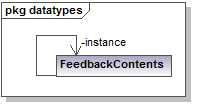 pkg datatypes
-instance
FeedbackContents